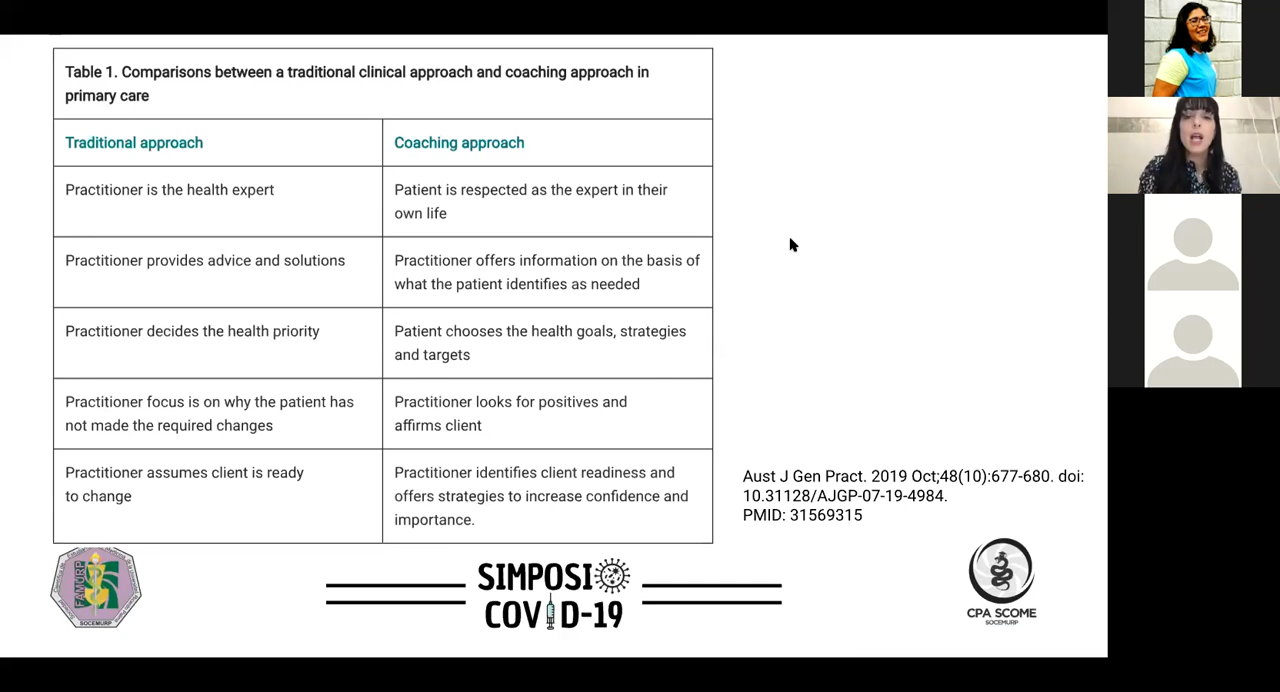 Table 1. Comparisons between a traditional clinical approach and coaching approach in
primary care
Traditional approach
Coaching approach
Practitioner is the health expert
Patient is respected as the expert in their
own life
Practitioner provides advice and solutions
Practitioner offers information on the basis of
what the patient identifies as needed
Practitioner decides the health priority
Patient chooses the health goals, strategies
and targets
Practitioner focus is on why the patient has
not made the required changes
Practitioner looks for positives and
affirms client
Practitioner assumes client is ready
to change
Practitioner identifies client readiness and
offers strategies to increase confidence and
importance.
Aust J Gen Pract. 2019 Oct;48(10):677-680. doi:
10.31128/AJGP-07-19-4984.
PMID: 31569315
FAMURP
SOCEMURP
SIMPOSI
COV D-19
CPA SCOME
SOCEMURP